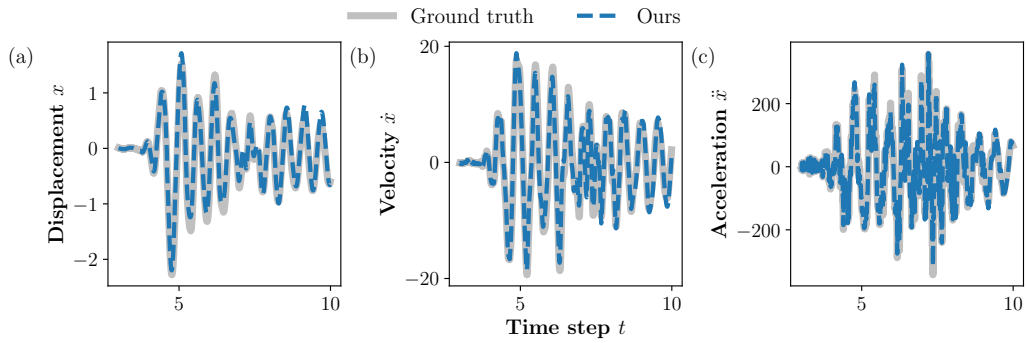 Ground truth
Ours
(a)
Displacement x
1
0
−1
−2
5
10
(b)
Velocity ẋ
20
0
−20
5
10
Time step t
(c)
Acceleration ẍ
200
0
−200
5
10